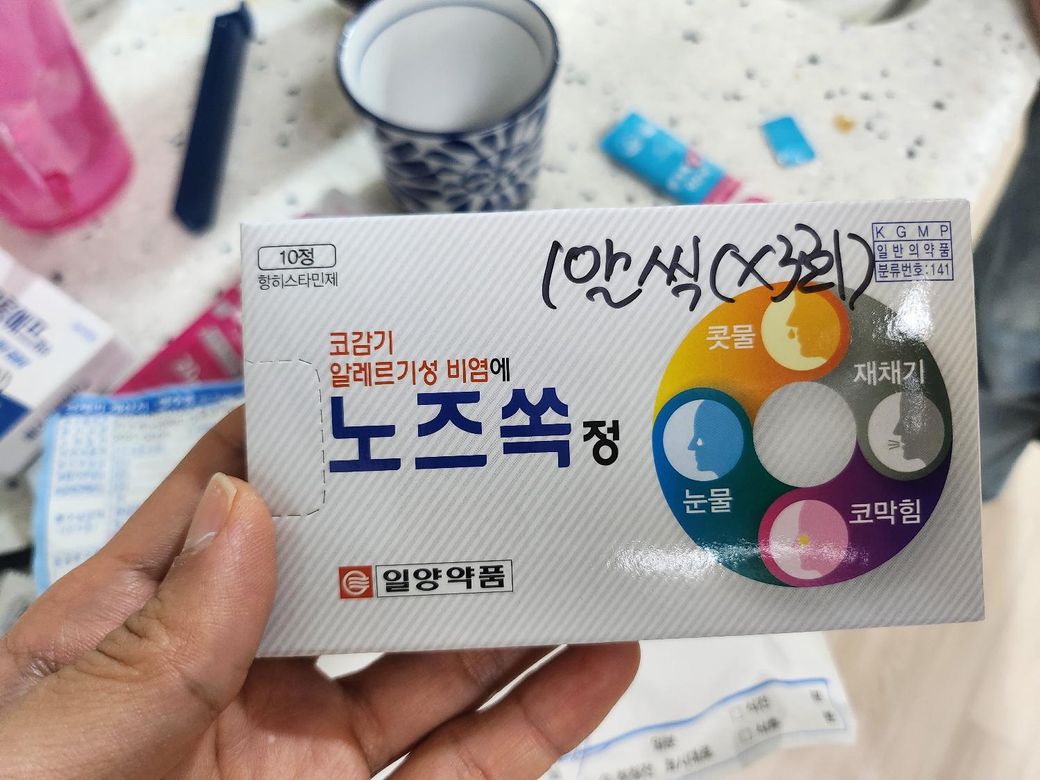 10정
항히스타민제
1알씩(x3회)
K G M P
일반의약품
분류번호:141
코감기
알레르기성 비염에
노즈쏙정
콧물
재채기
눈물
코막힘
일양약품